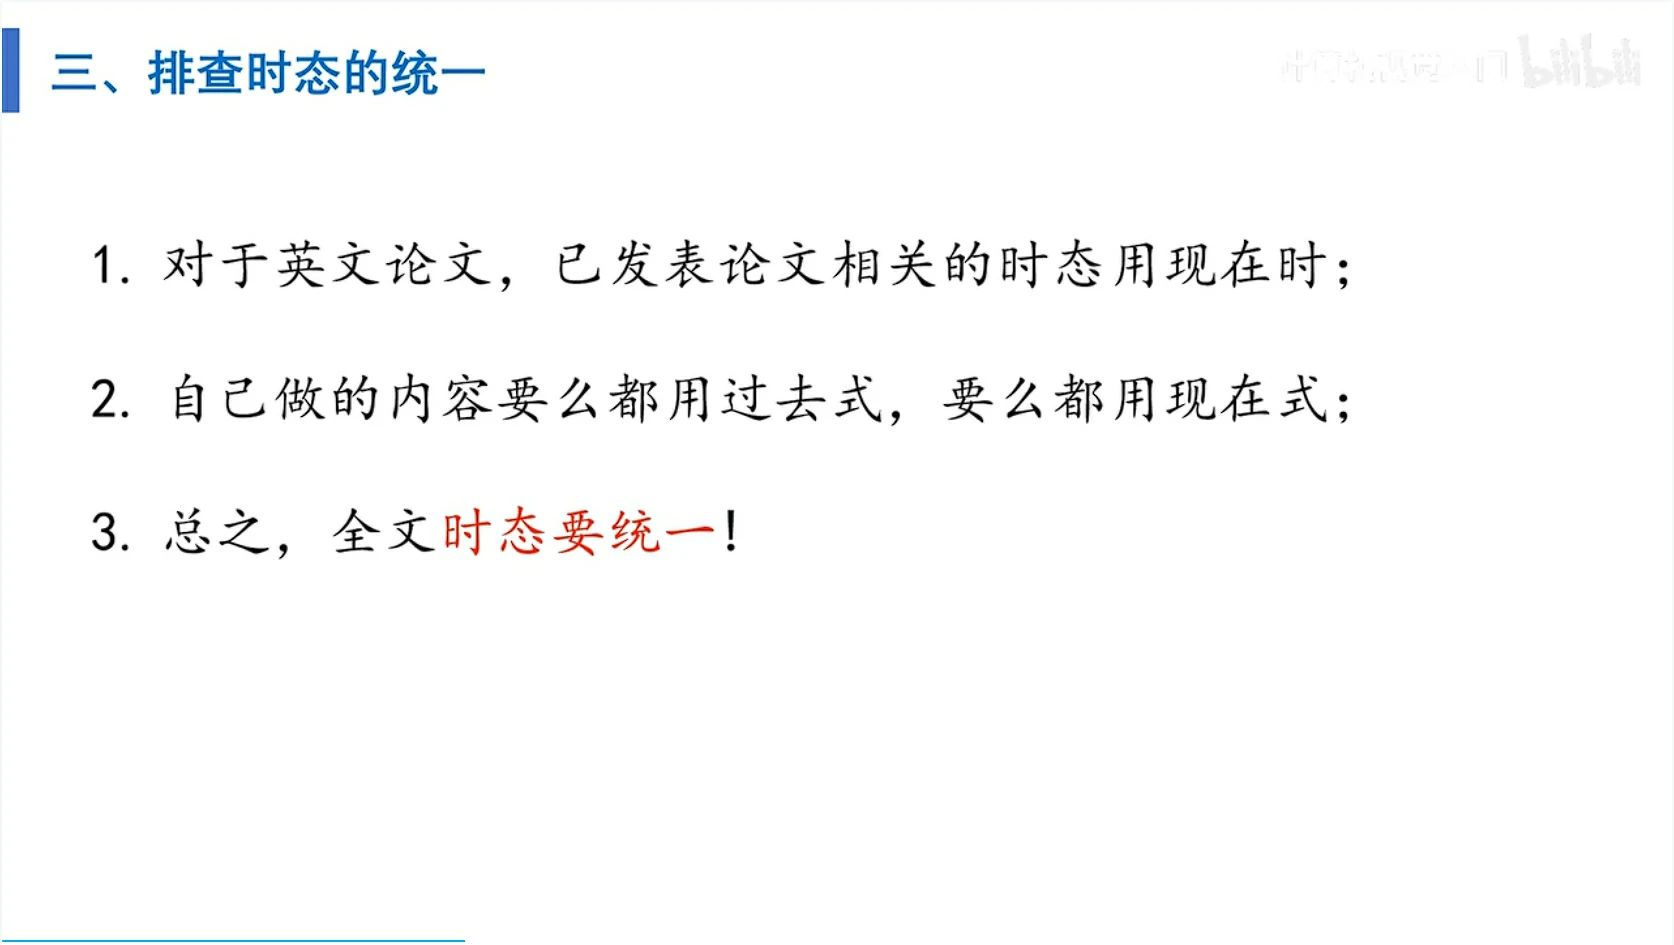 三、排查时态的统一
bilibili
1. 对于英文论文，已发表论文相关的时态用现在时；
2. 自己做的内容要么都用过去式，要么都用现在式；
3. 总之，全文时态要统一！